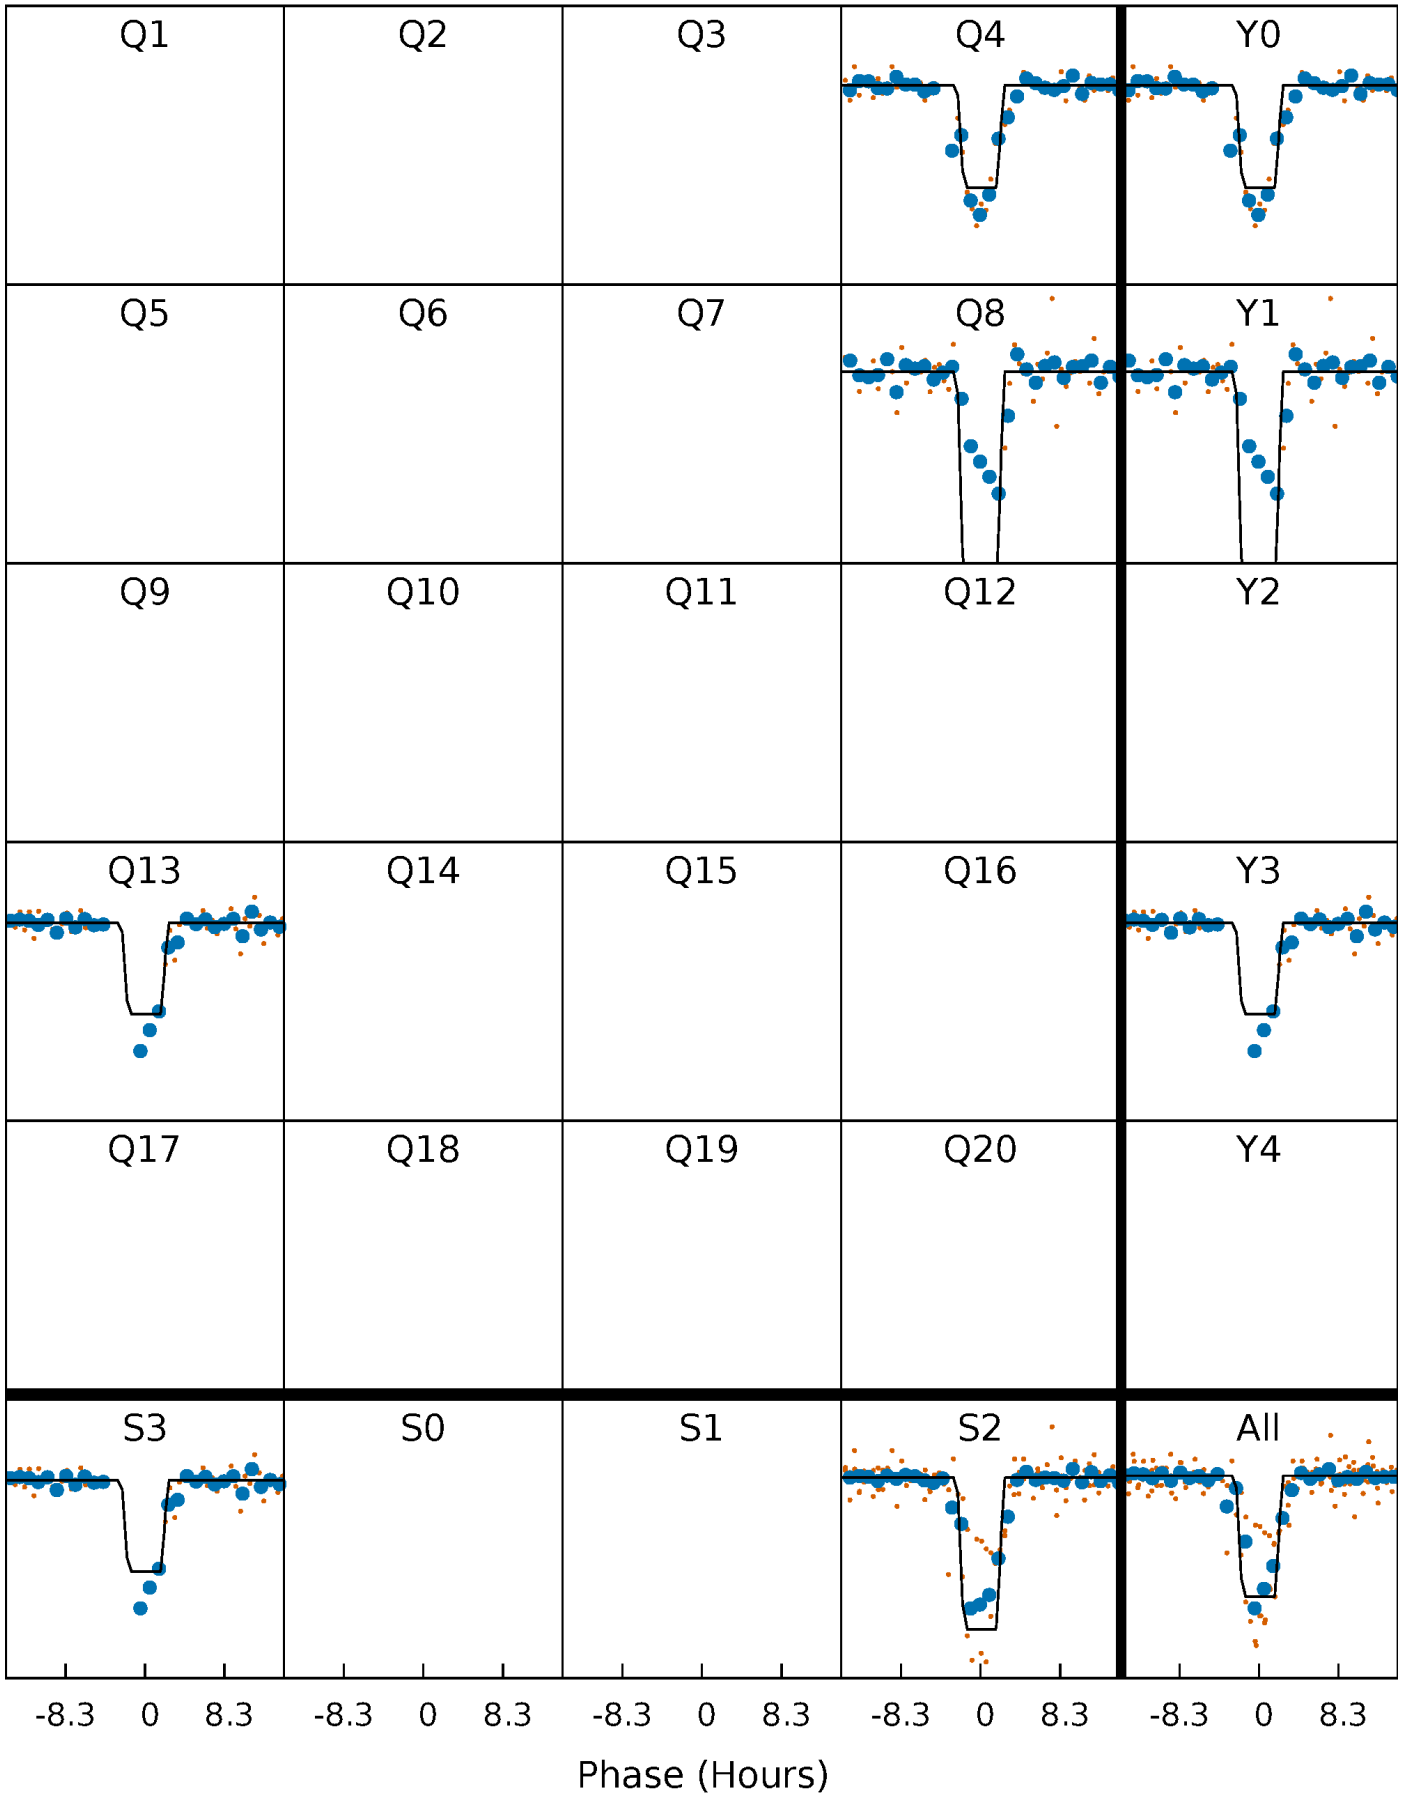 Q1 Q2 Q3 Q4 Y0
Q5 Q6 Q7 Q8 Y1
Q9 Q10 Q11 Q12 Y2
Q13 Q14 Q15 Q16 Y3
Q17 Q18 Q19 Q20 Y4
S3 S0 S1 S2 All
-8.3 0 8.3 -8.3 0 8.3 -8.3 0 8.3 -8.3 0 8.3 -8.3 0 8.3
Phase (Hours)